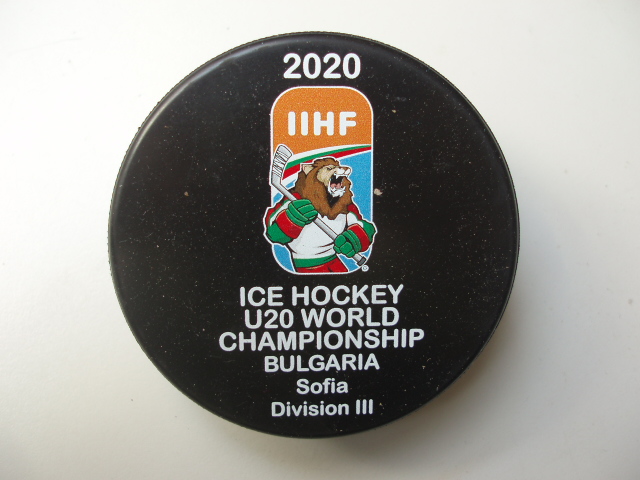 2020
IIHF
ICE HOCKEY
U20 WORLD
CHAMPIONSHIP
BULGARIA
Sofia
Division III